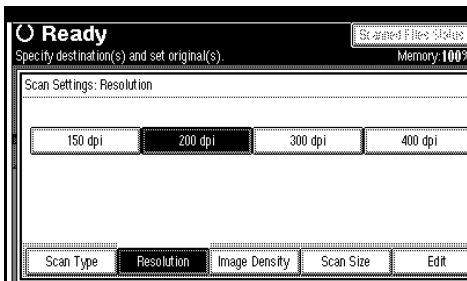 Ready
Scanned Files Status
Specify destination(s) and set original(s). Memory:100%
Scan Settings: Resolution
150 dpi 200 dpi 300 dpi 400 dpi
Scan Type Resolution Image Density Scan Size Edit